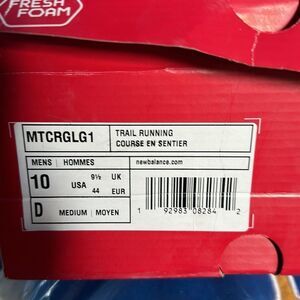 FRESH
FOAM
MTCRGLG1
TRAIL RUNNING
COURSE EN SENTIER
MENS | HOMMES
newbalance.com
10
9½ UK
USA 44 EUR
D
MEDIUM | MOYEN
1 92983 08284 2